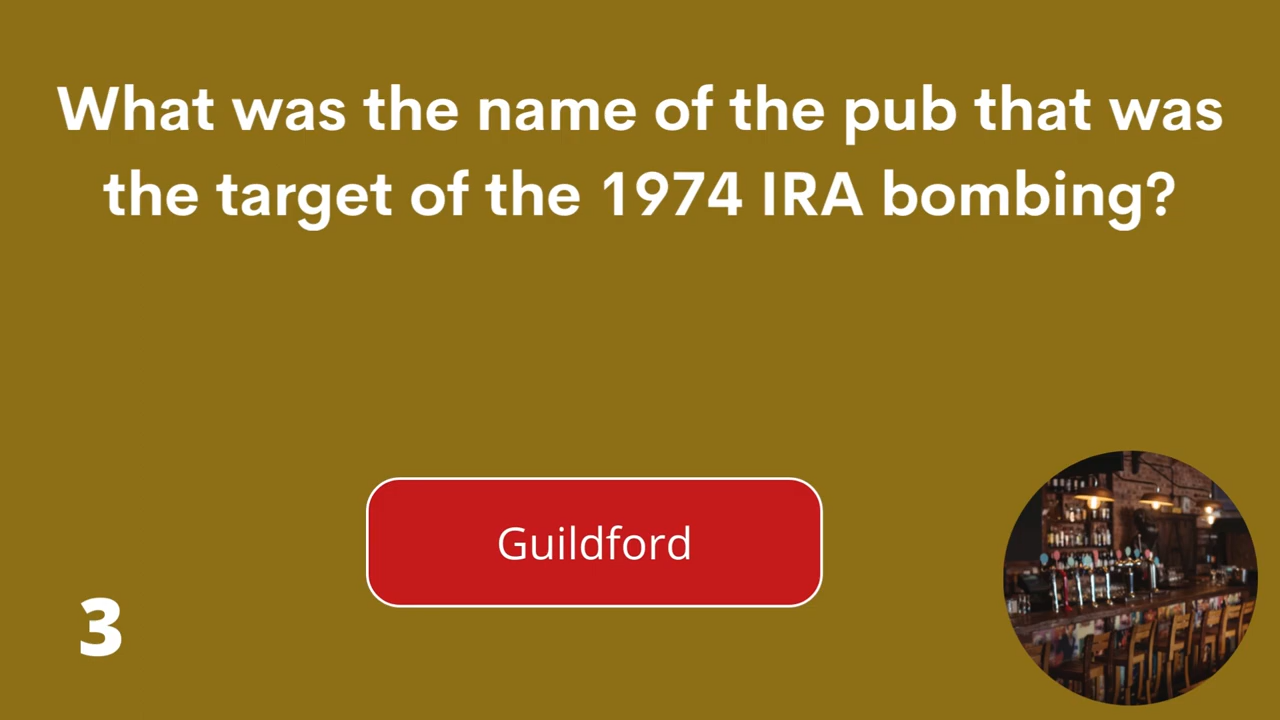 What was the name of the pub that was
the target of the 1974 IRA bombing?
Guildford
3